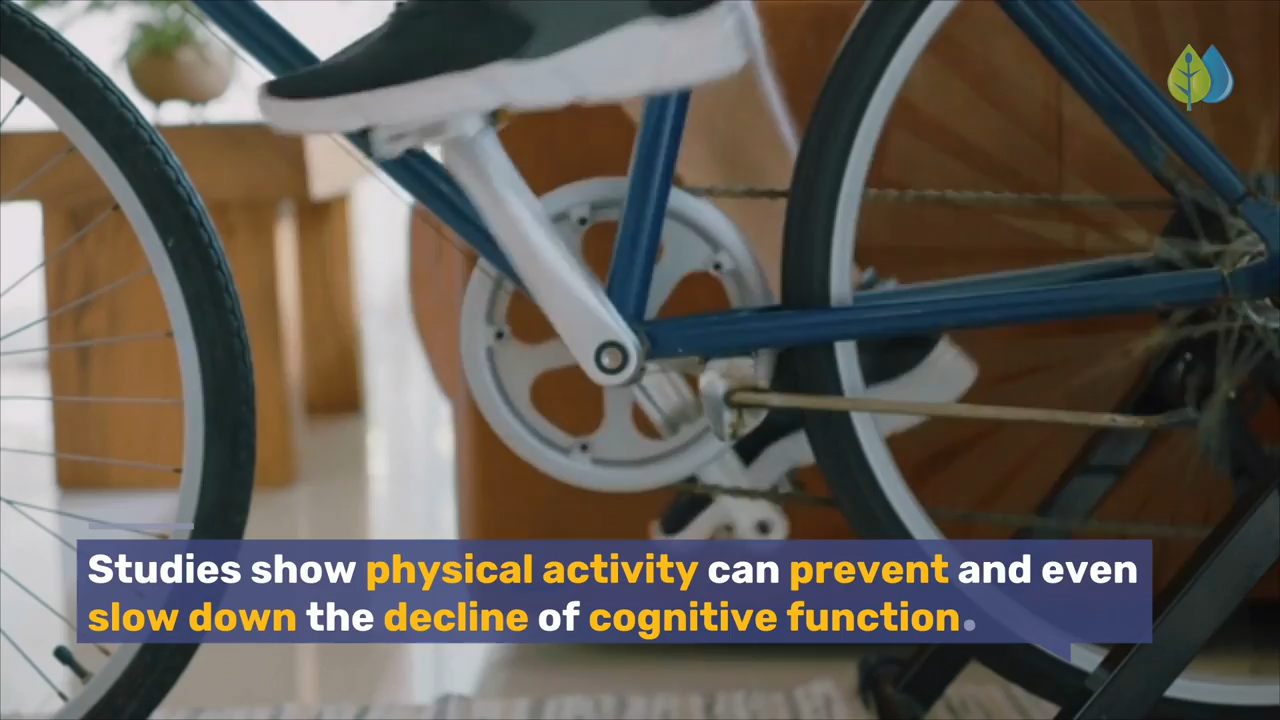 Studies show physical activity can prevent and even
slow down the decline of cognitive function.